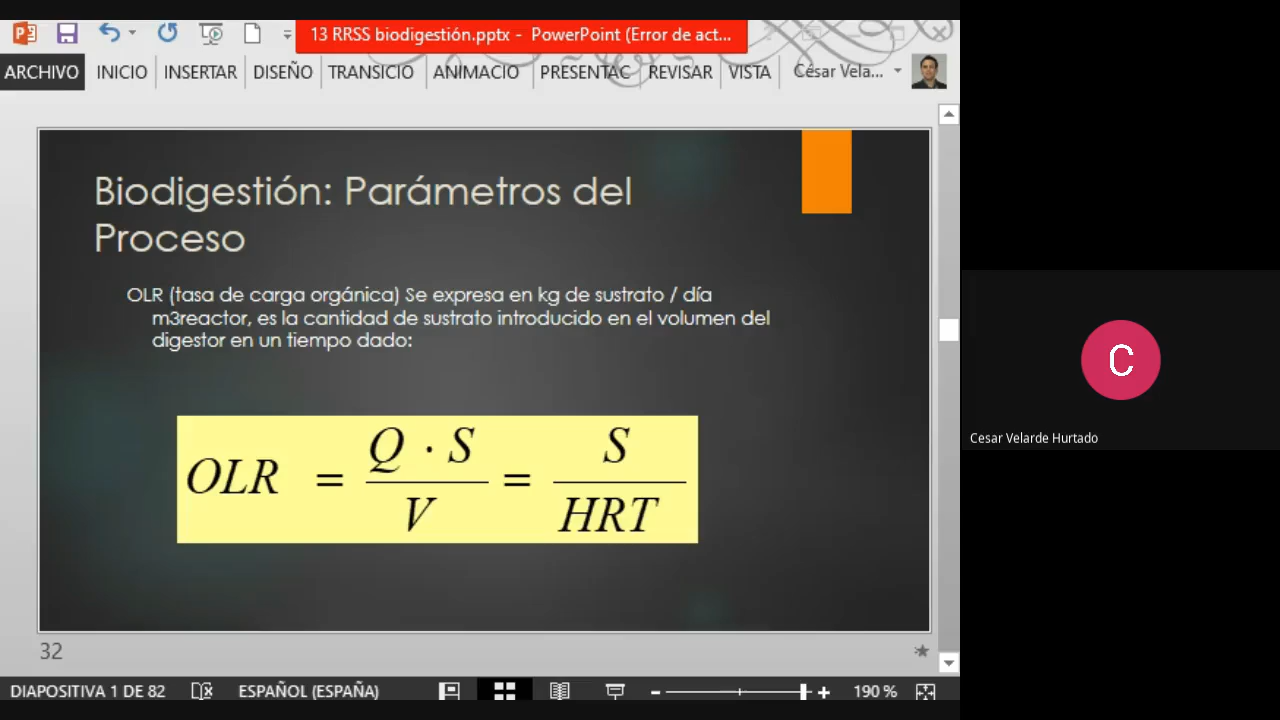 13 RRSS biodigestión.pptx - PowerPoint (Error de act...
ARCHIVO INICIO INSERTAR DISEÑO TRANSICIO ANIMACIO PRESENTAC REVISAR VISTA César Vela...
Biodigestión: Parámetros del
Proceso
OLR (tasa de carga orgánica) Se expresa en kg de sustrato / día
m3reactor, es la cantidad de sustrato introducido en el volumen del
digestor en un tiempo dado:
OLR = Q · S / V = S / HRT
C
Cesar Velarde Hurtado
32
DIAPOSITIVA 1 DE 82 ESPAÑOL (ESPAÑA) 190 %